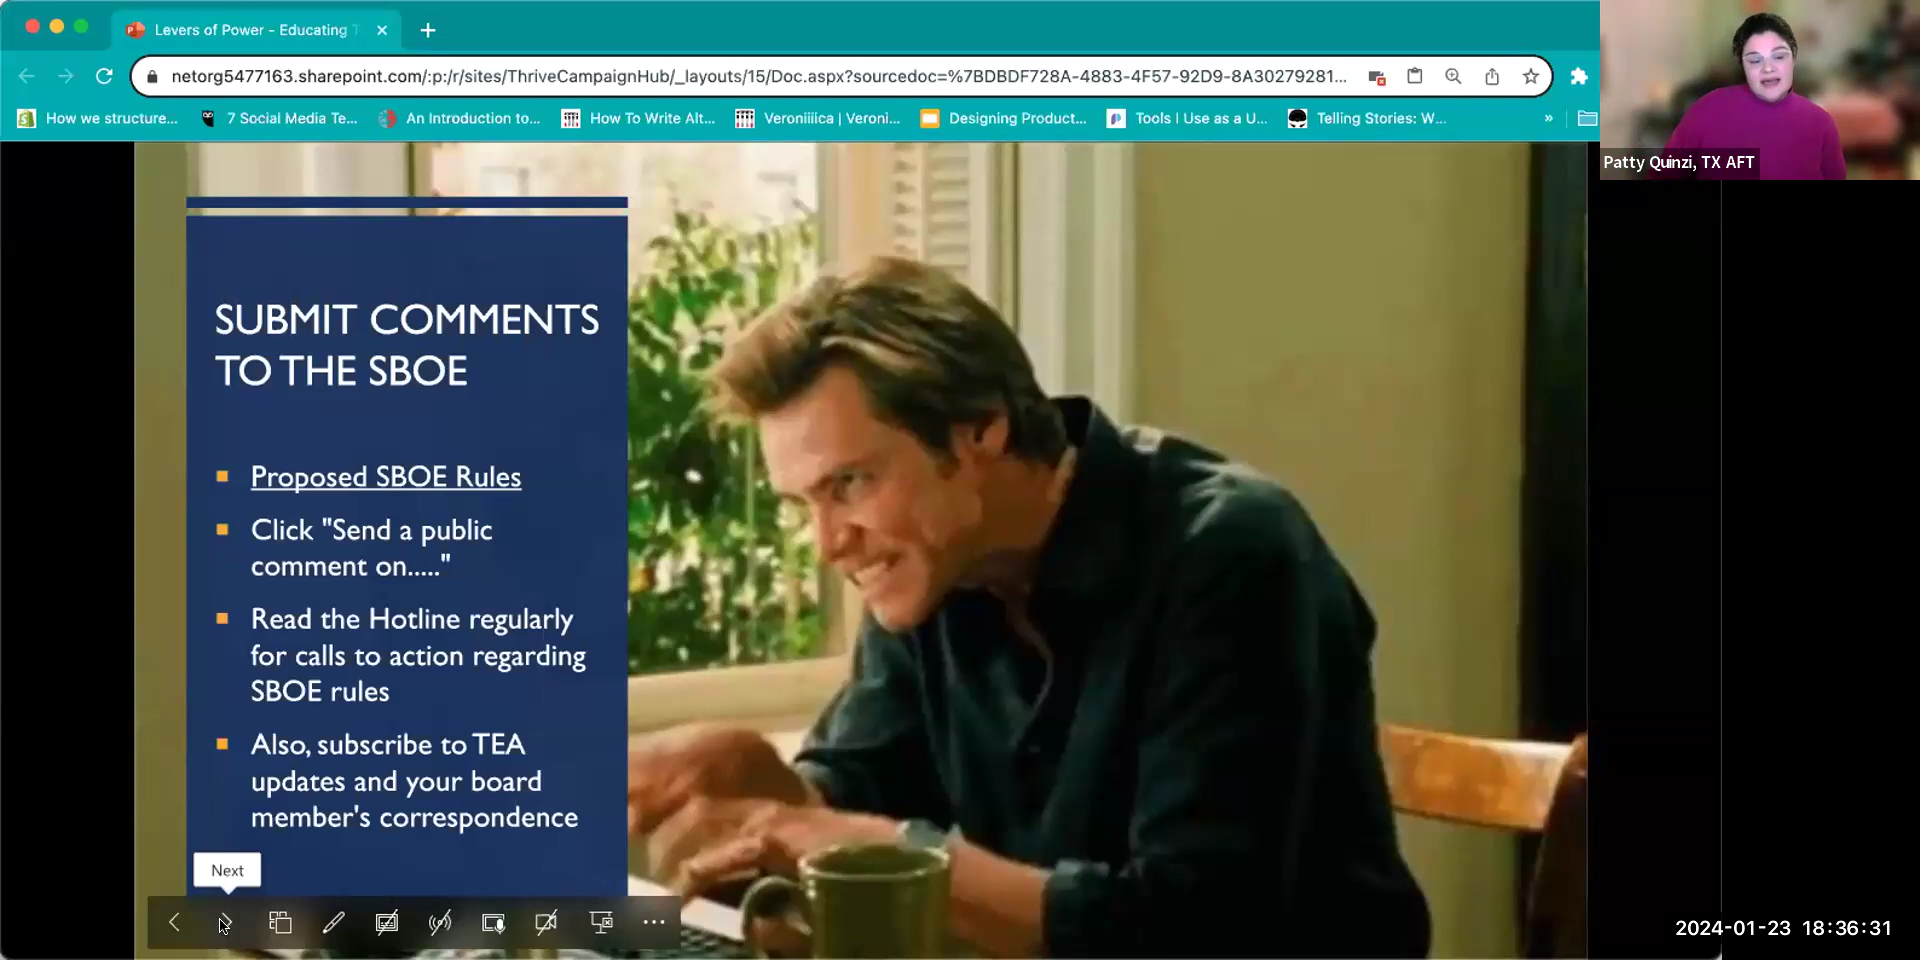 Levers of Power - Educating T
netorg5477163.sharepoint.com/:p:/r/sites/ThriveCampaignHub/_layouts/15/Doc.aspx?sourcedoc=%7BDBDF728A-4883-4F57-92D9-8A30279281...
How we structure... 7 Social Media Te... An Introduction to... How To Write Alt... Veroniiiica | Veroni... Designing Product... Tools I Use as a U... Telling Stories: W... »
Patty Quinzi, TX AFT
SUBMIT COMMENTS
TO THE SBOE
Proposed SBOE Rules
Click "Send a public
comment on....."
Read the Hotline regularly
for calls to action regarding
SBOE rules
Also, subscribe to TEA
updates and your board
member's correspondence
Next
2024-01-23 18:36:31